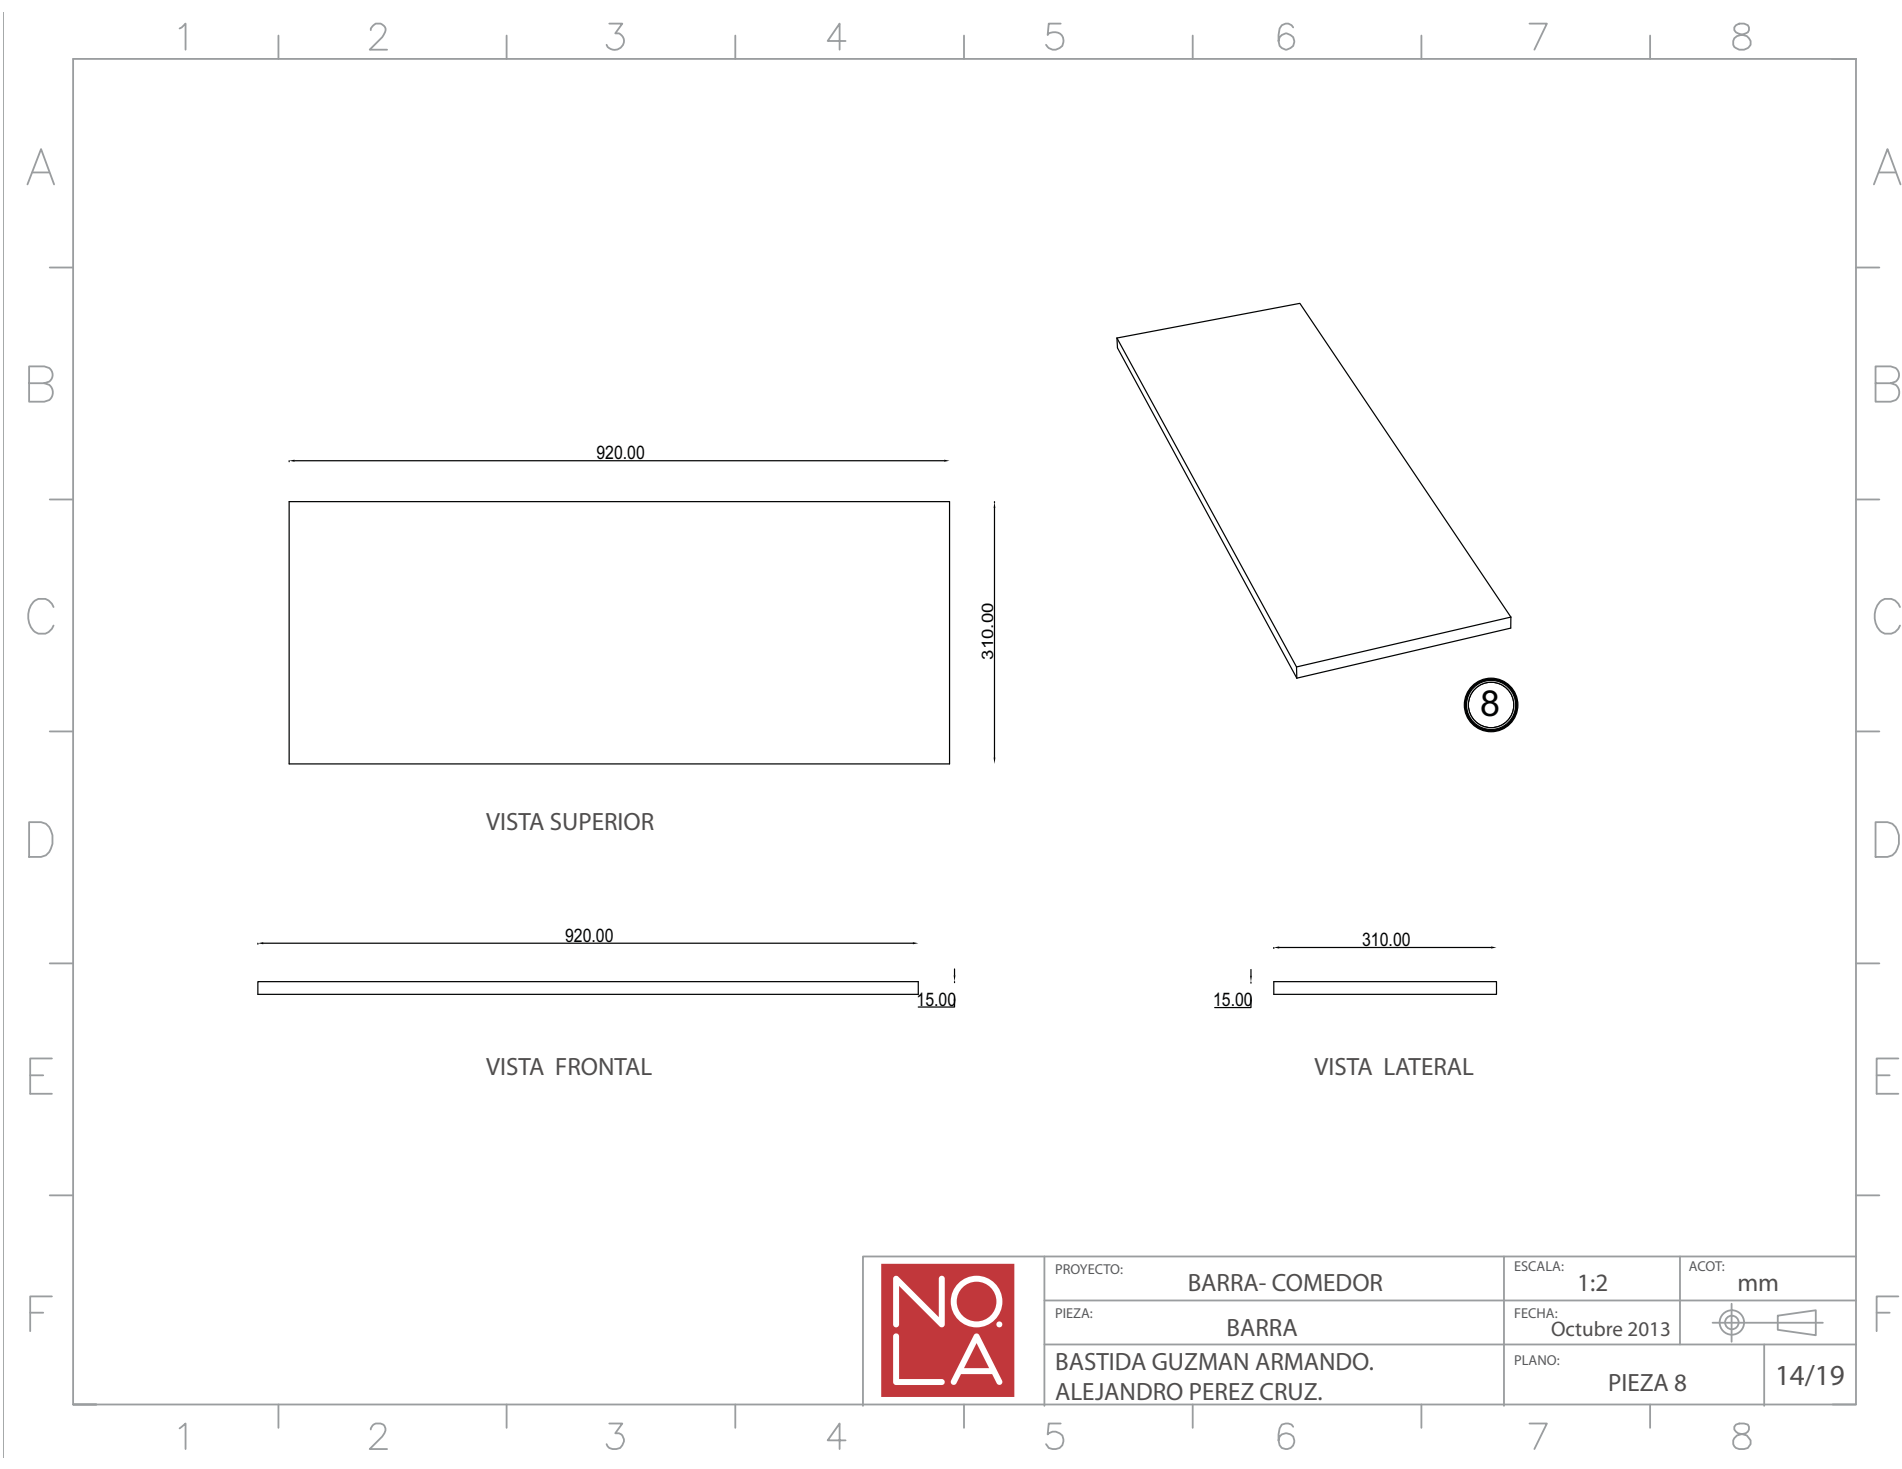 1 2 3 4 5 6 7 8
A A
B B
920.00
310.00
C C
8
VISTA SUPERIOR
D D
920.00
310.00
15.00
15.00
VISTA FRONTAL
VISTA LATERAL
E E
F F
NO.
LA
PROYECTO:
BARRA- COMEDOR
ESCALA:
1:2
ACOT:
mm
PIEZA:
BARRA
FECHA:
Octubre 2013
BASTIDA GUZMAN ARMANDO.
ALEJANDRO PEREZ CRUZ.
PLANO:
PIEZA 8
14/19
1 2 3 4 5 6 7 8